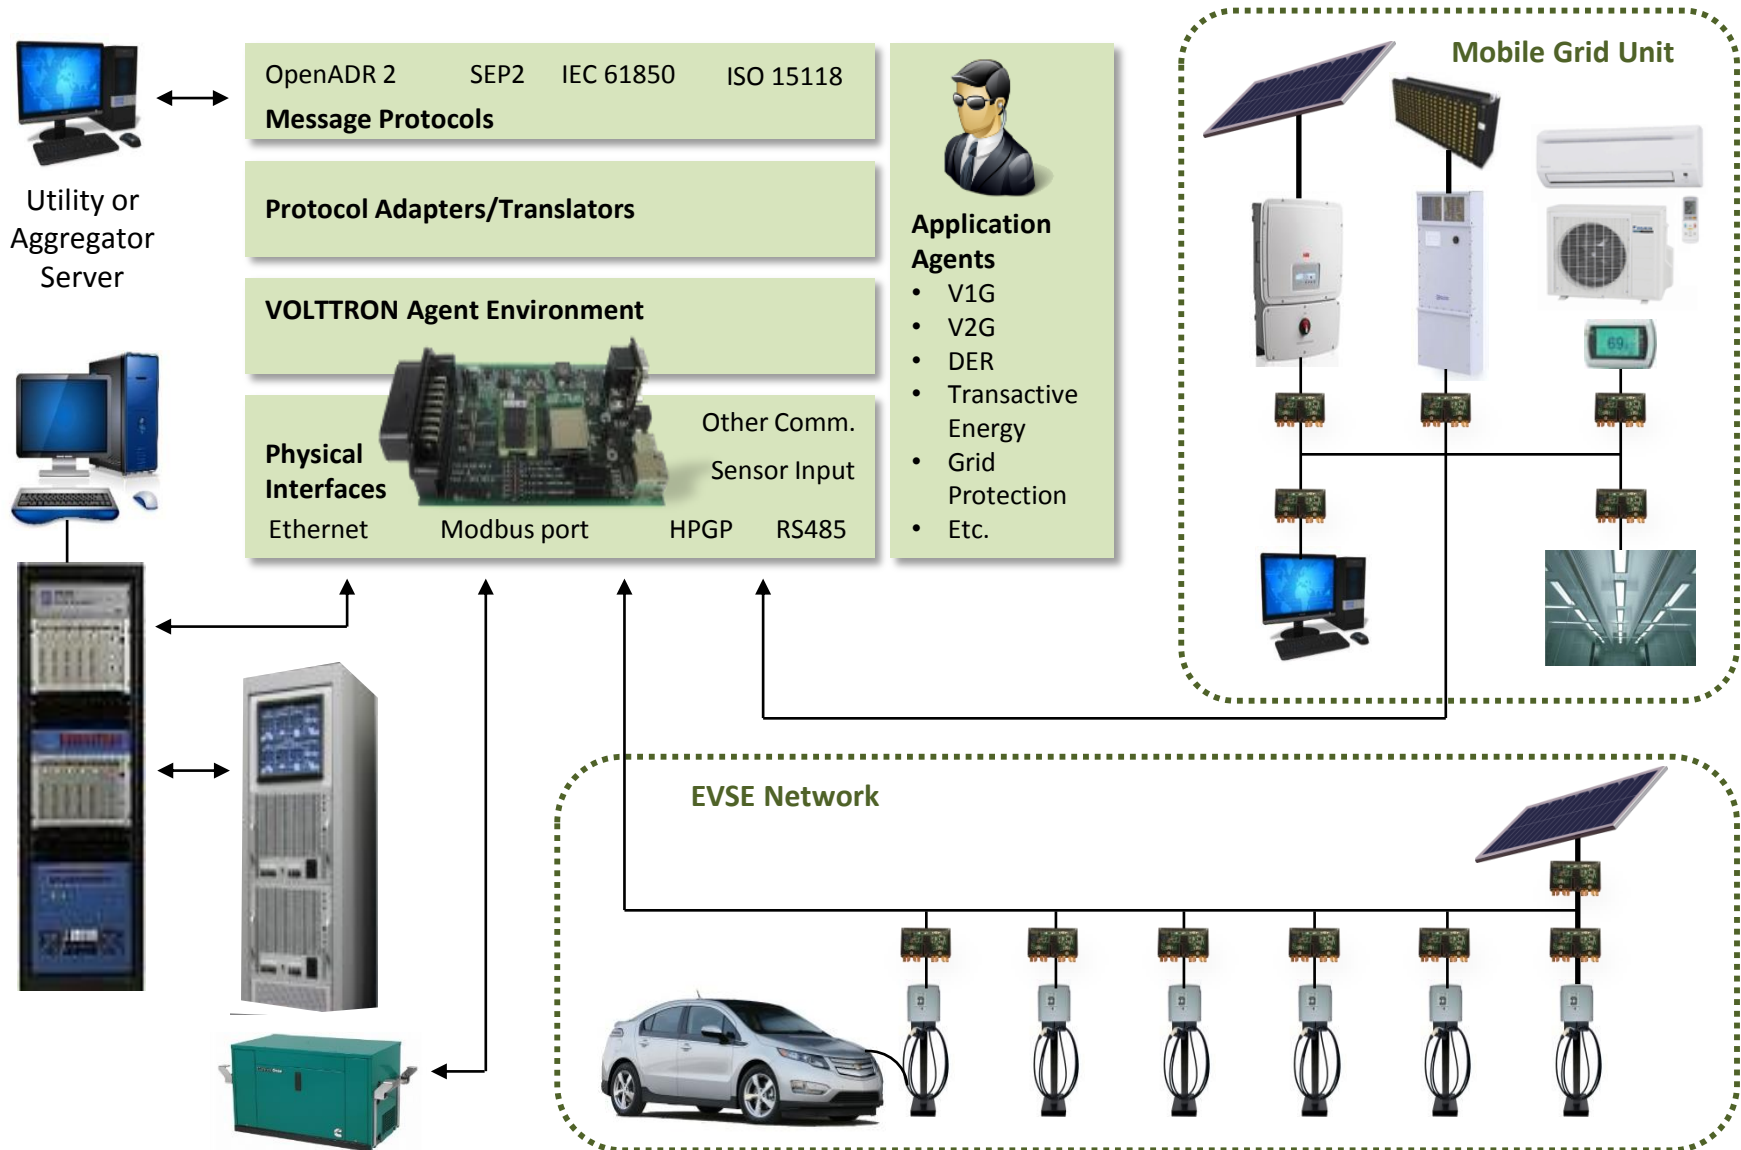 OpenADR 2 SEP2 IEC 61850 ISO 15118
Message Protocols
Utility or
Aggregator
Server
Protocol Adapters/Translators
VOLTTRON Agent Environment
Physical
Interfaces
Other Comm.
Sensor Input
Ethernet Modbus port HPGP RS485
Application
Agents
• V1G
• V2G
• DER
• Transactive
Energy
• Grid
Protection
• Etc.
Mobile Grid Unit
ABB
69
EVSE Network